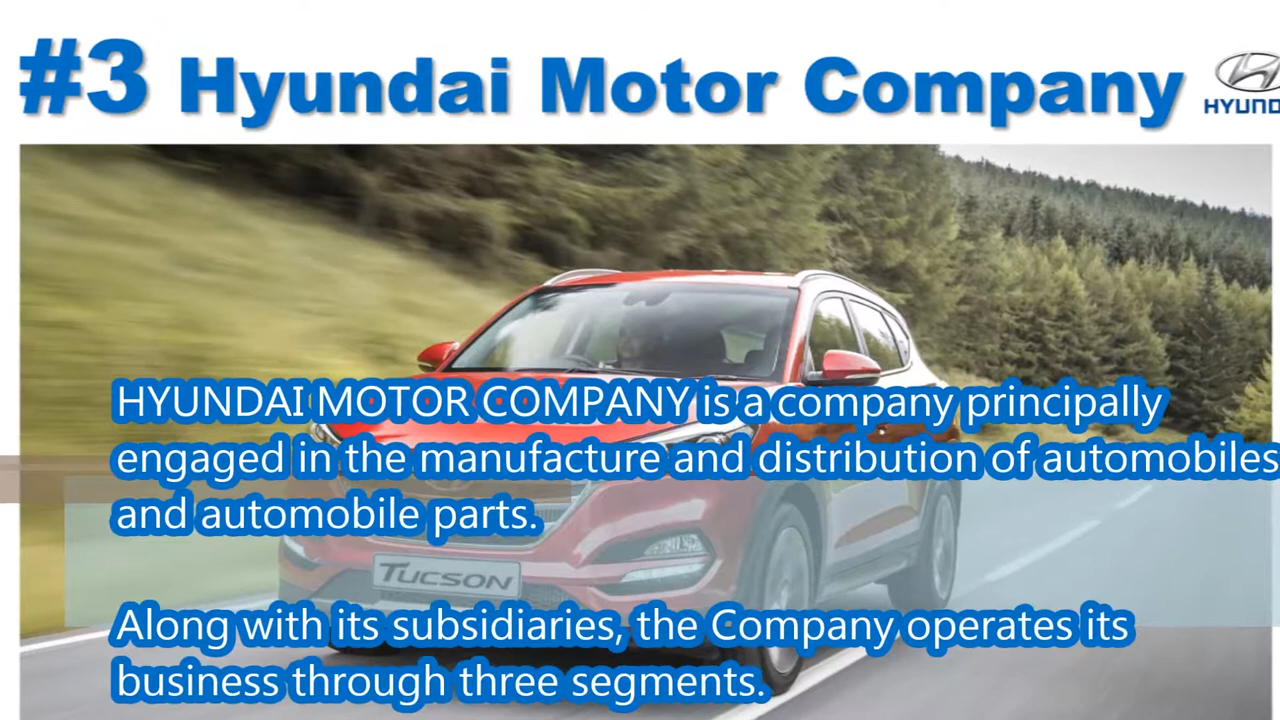 #3 Hyundai Motor Company
HYUND
HYUNDAI MOTOR COMPANY is a company principally
engaged in the manufacture and distribution of automobiles
and automobile parts.
TUCSON
Along with its subsidiaries, the Company operates its
business through three segments.